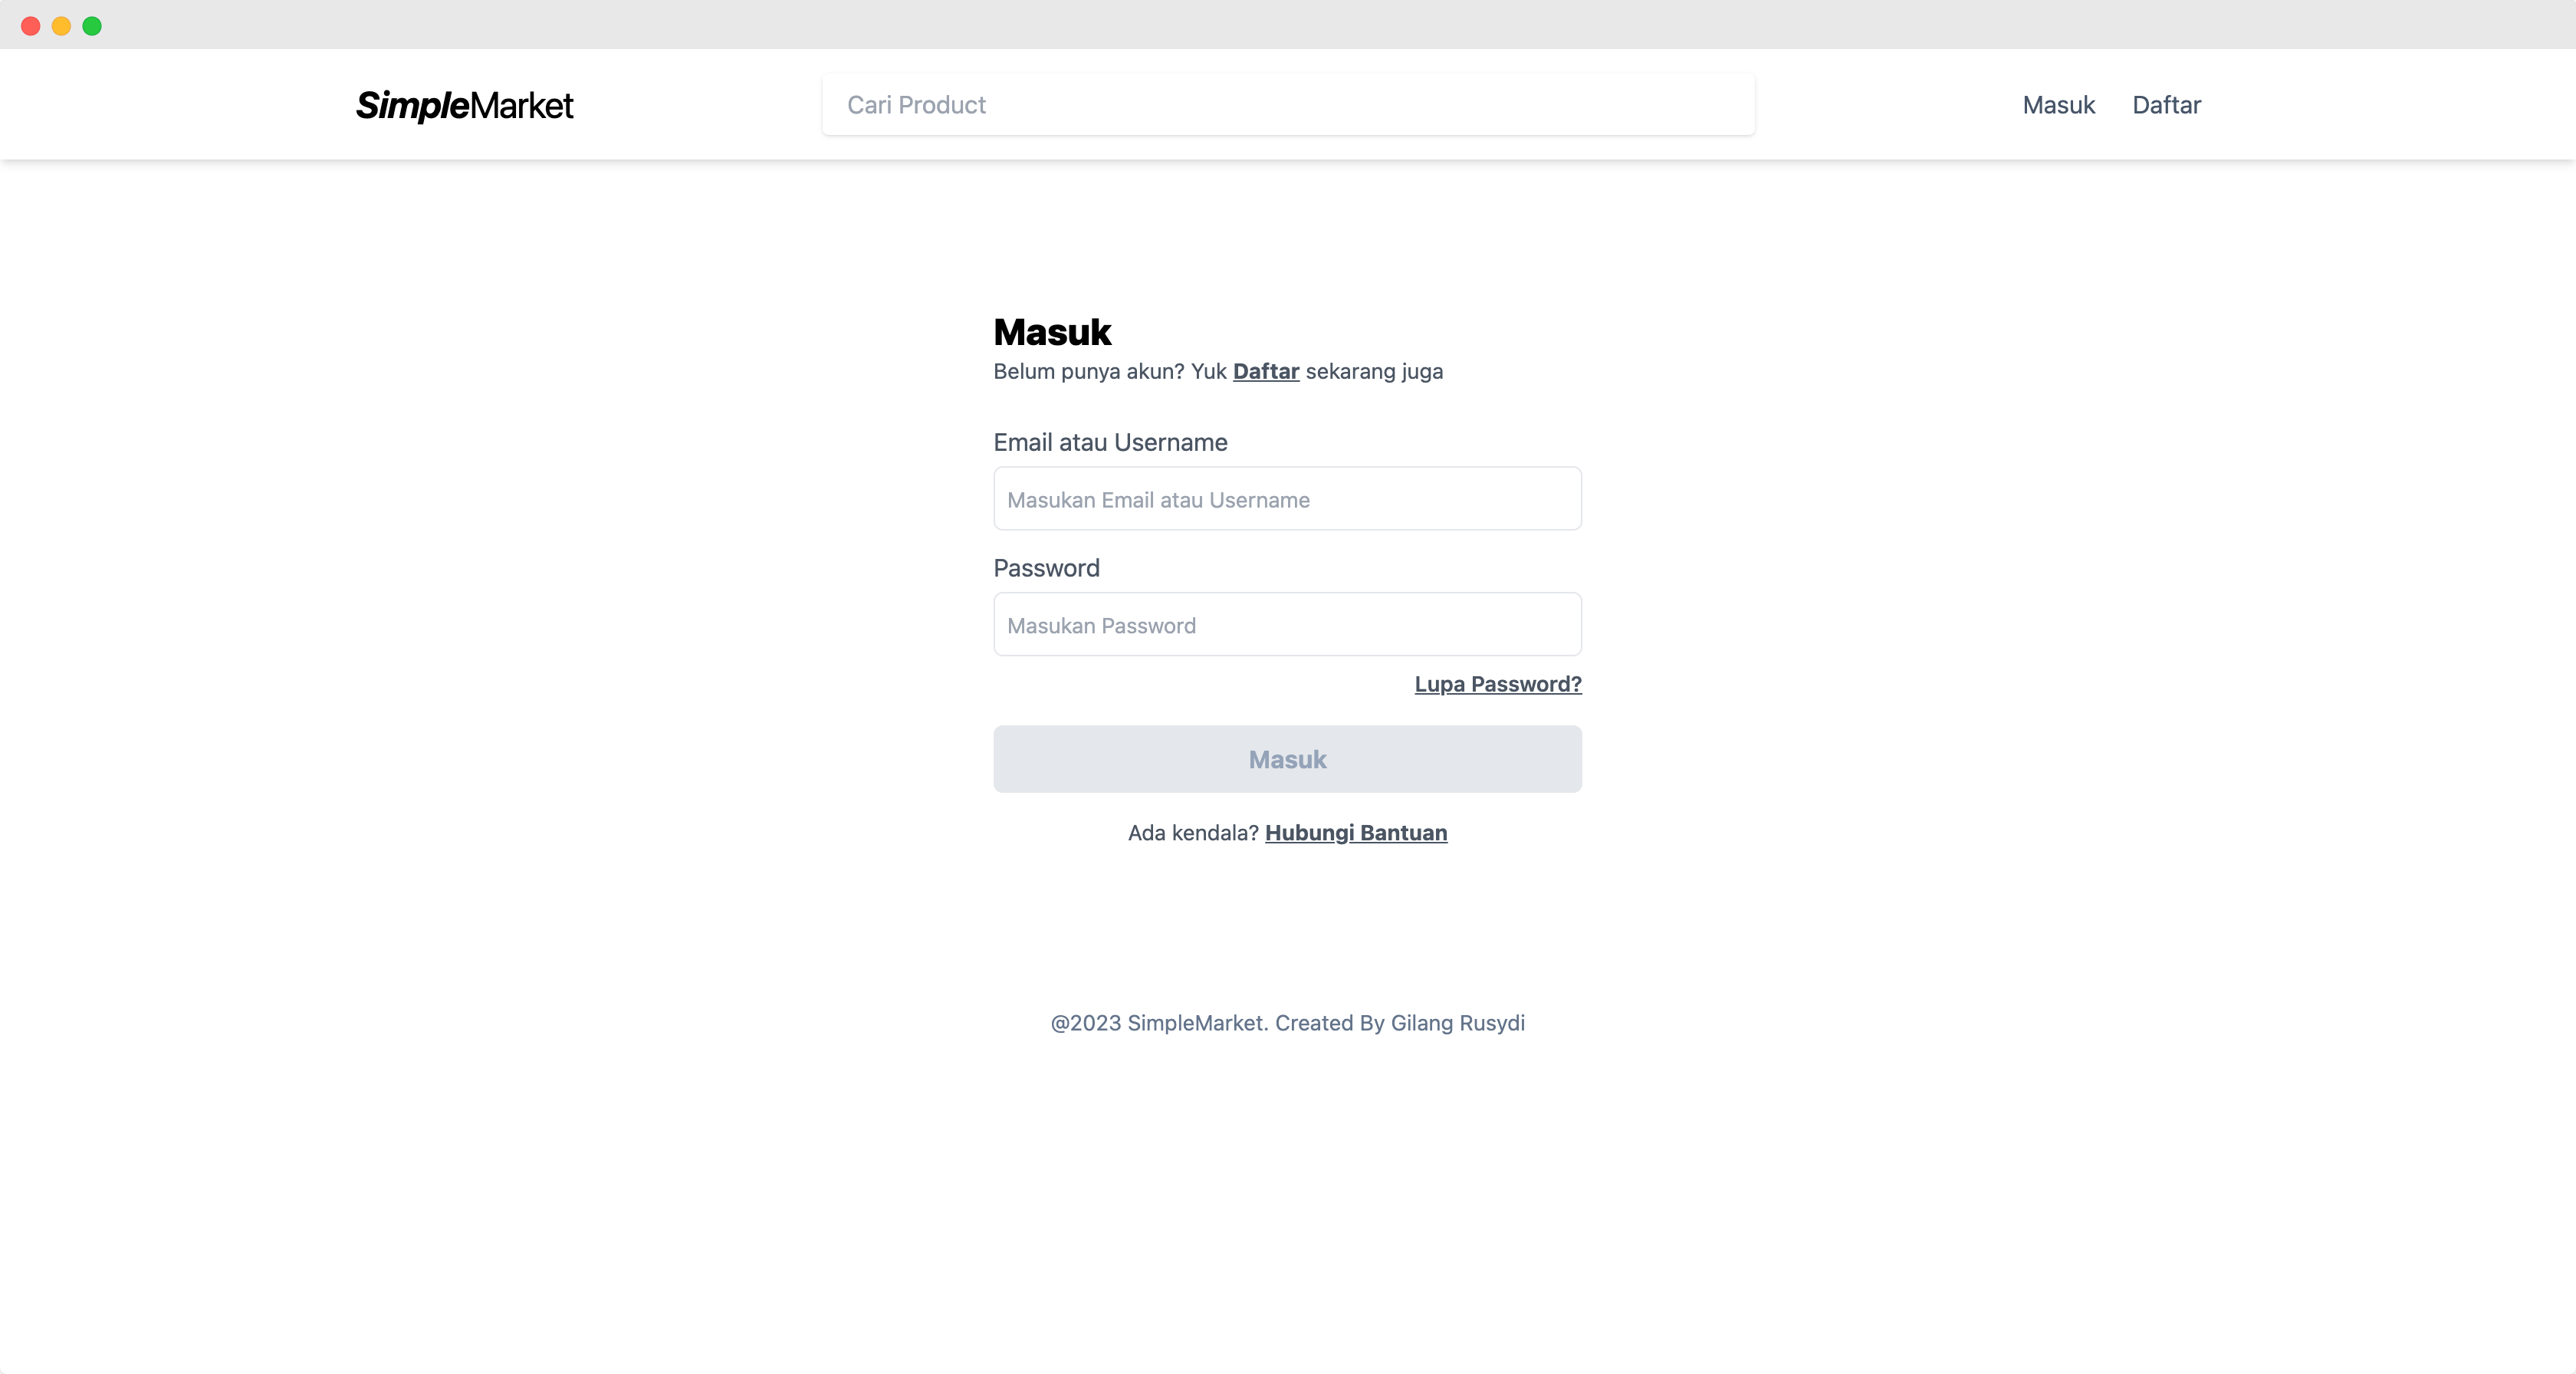 SimpleMarket
Cari Product
Masuk
Daftar
Masuk
Belum punya akun? Yuk Daftar sekarang juga
Email atau Username
Masukan Email atau Username
Password
Masukan Password
Lupa Password?
Masuk
Ada kendala? Hubungi Bantuan
@2023 SimpleMarket. Created By Gilang Rusydi